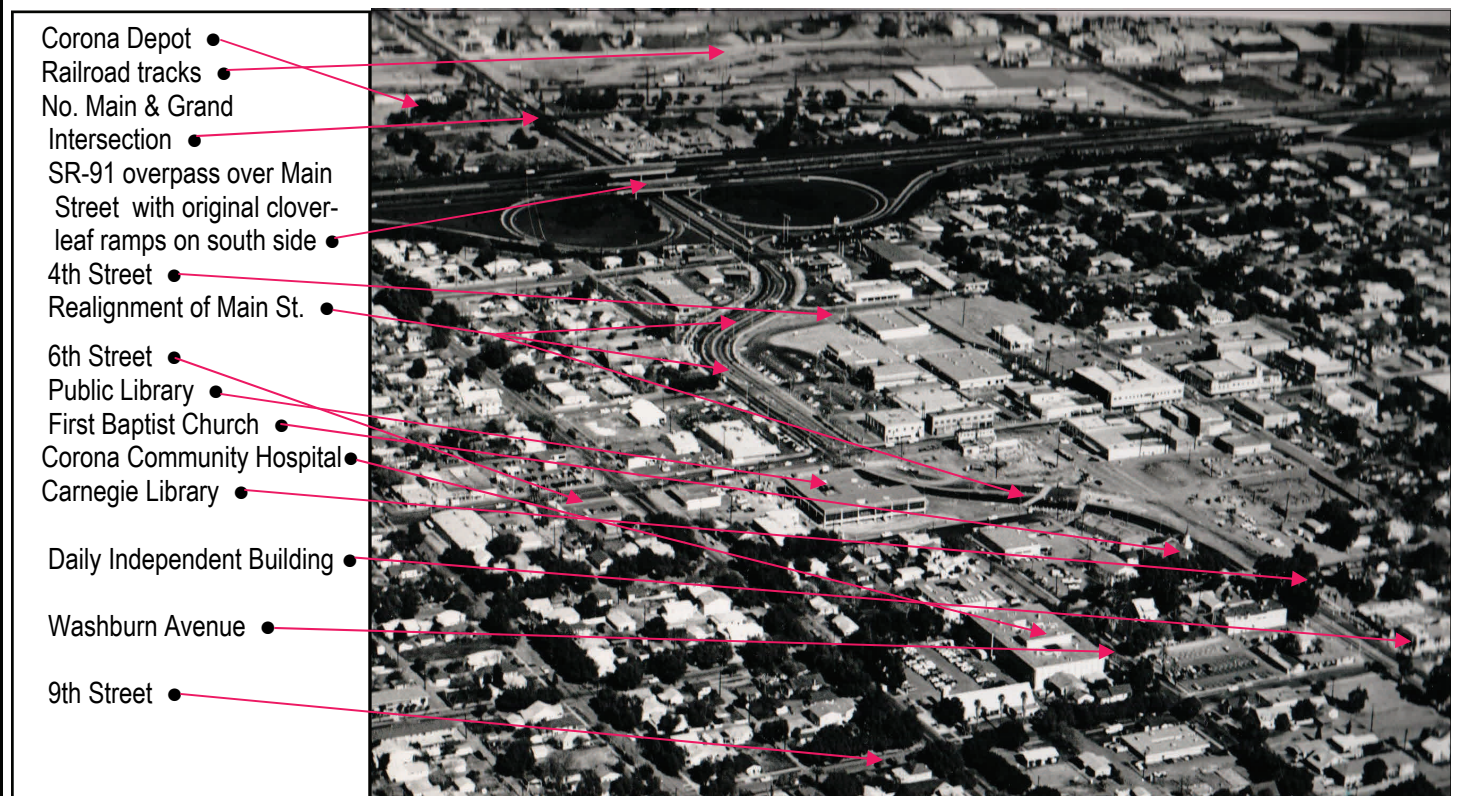 Corona Depot
Railroad tracks
No. Main & Grand
Intersection
SR-91 overpass over Main
Street with original clover-
leaf ramps on south side
4th Street
Realignment of Main St.
6th Street
Public Library
First Baptist Church
Corona Community Hospital
Carnegie Library
Daily Independent Building
Washburn Avenue
9th Street